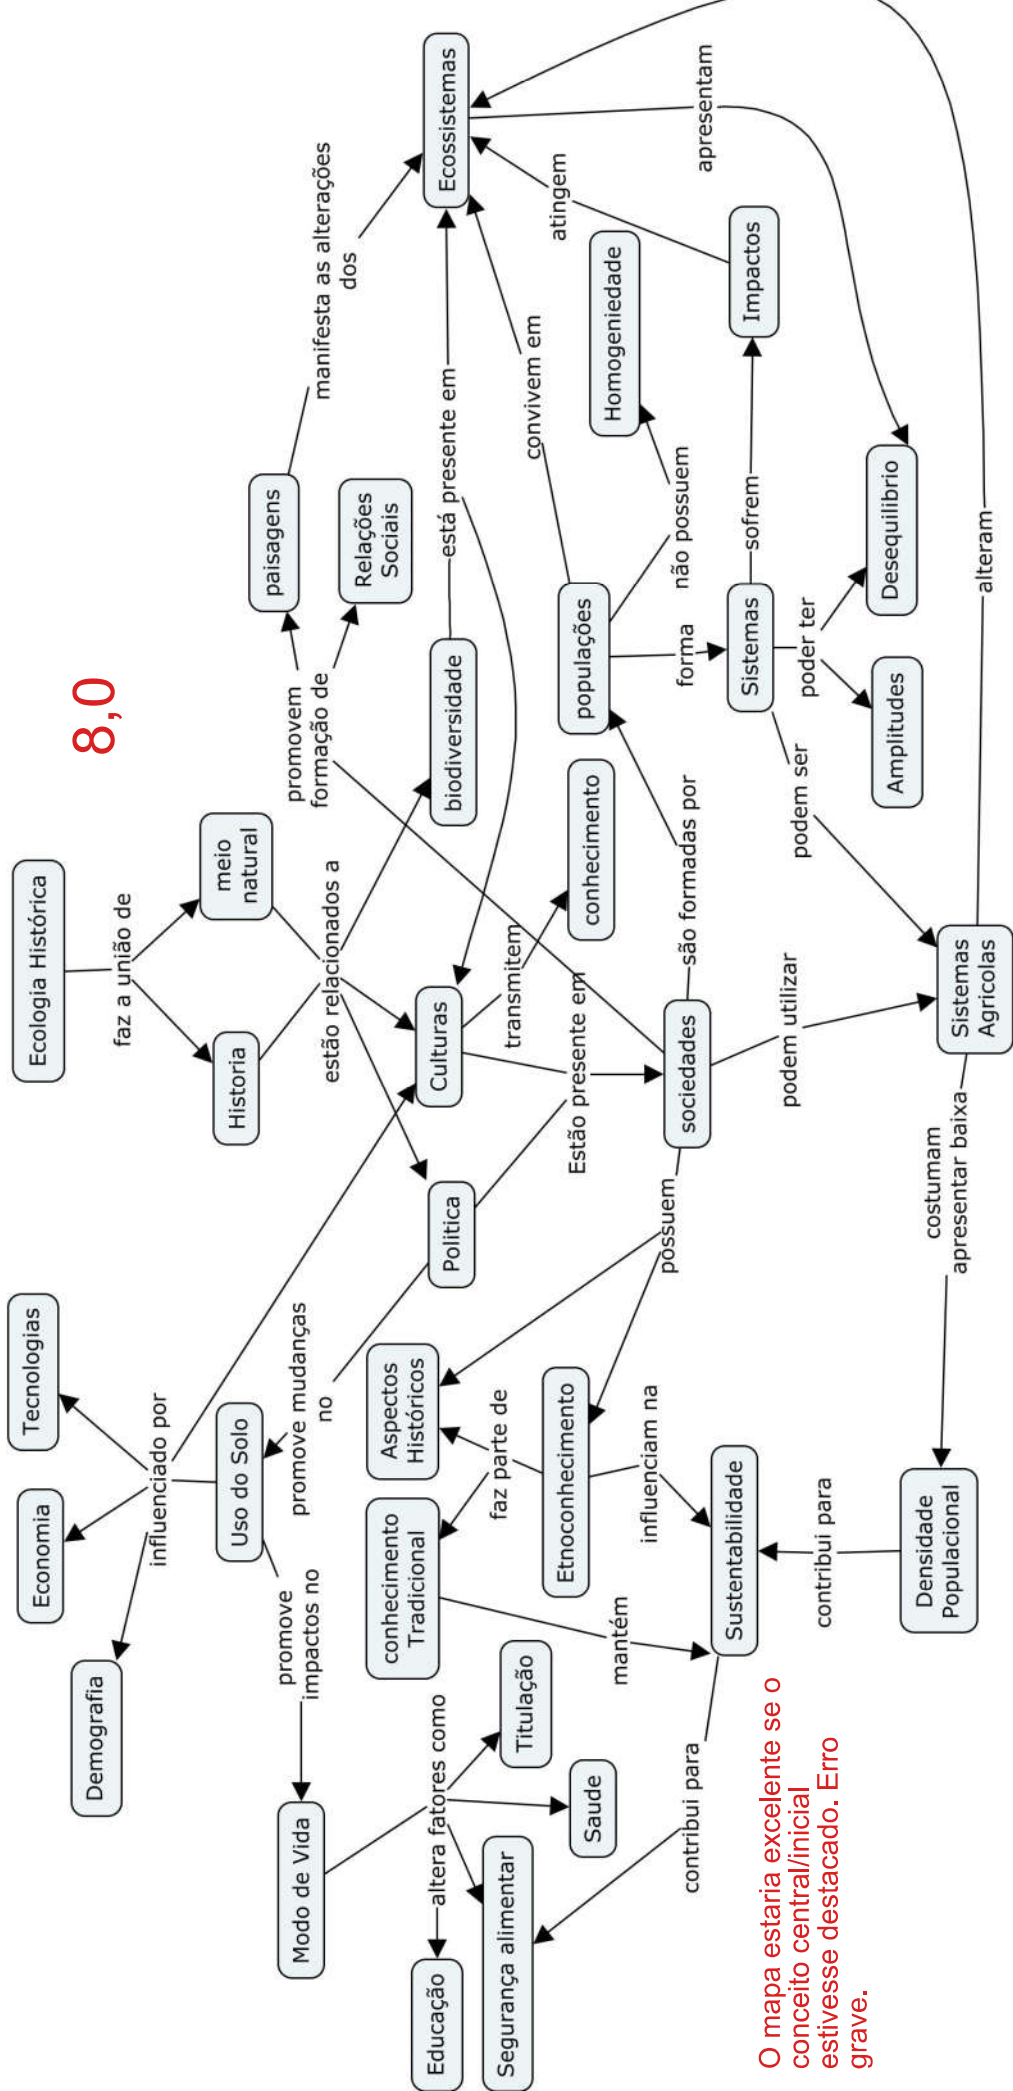 8,0
Ecologia Histórica
faz a união de
Historia
meio
natural
estão relacionados a
Politica
Culturas
biodiversidade
transmitem
conhecimento
Estão presente em
sociedades
promovem
formação de
paisagens
Relações
Sociais
manifesta as alterações
dos
Ecossistemas
está presente em
convivem em
populações
são formadas por
não possuem
Homogeniedade
atingem
Impactos
apresentam
forma
Sistemas
sofrem
poder ter
Amplitudes
Desequilibrio
podem ser
podem utilizar
Sistemas
Agricolas
alteram
costumam
apresentar baixa
Densidade
Populacional
contribui para
Sustentabilidade
possuem
Aspectos
Históricos
Etnoconhecimento
faz parte de
influenciam na
conhecimento
Tradicional
mantém
contribui para
promove mudanças
no
Uso do Solo
influenciado por
Tecnologias
Economia
Demografia
promove
impactos no
Modo de Vida
altera fatores como
Educação
Segurança alimentar
Saude
Titulação
O mapa estaria excelente se o
conceito central/inicial
estivesse destacado. Erro
grave.